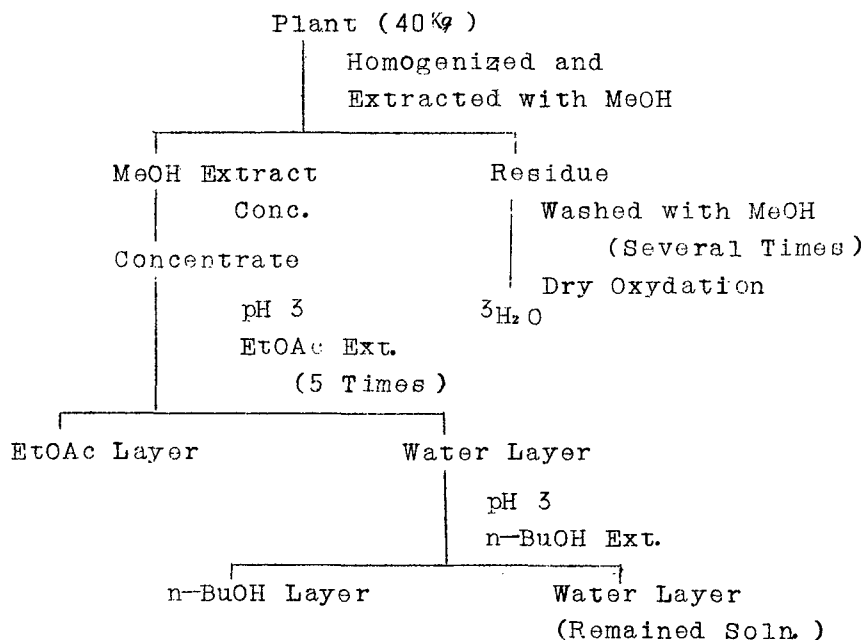 Plant (40Kg)
Homogenized and
Extracted with MeOH
MeOH Extract
Residue
Conc.
Washed with MeOH
(Several Times)
Concentrate
Dry Oxydation
³H₂O
pH 3
EtOAc Ext.
(5 Times)
EtOAc Layer
Water Layer
pH 3
n-BuOH Ext.
n-BuOH Layer
Water Layer
(Remained Soln.)